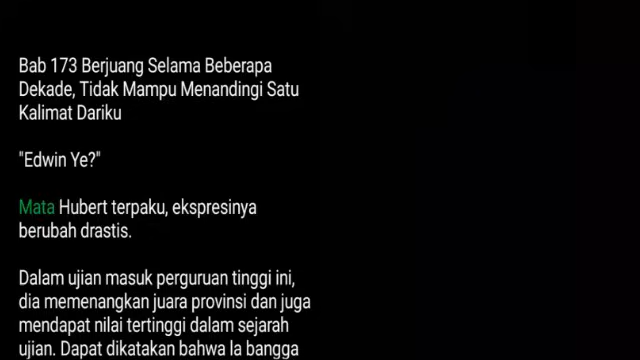 Bab 173 Berjuang Selama Beberapa
Dekade, Tidak Mampu Menandingi Satu
Kalimat Dariku
"Edwin Ye?"
Mata Hubert terpaku, ekspresinya
berubah drastis.
Dalam ujian masuk perguruan tinggi ini,
dia memenangkan juara provinsi dan juga
mendapat nilai tertinggi dalam sejarah
ujian. Dapat dikatakan bahwa Ia bangga